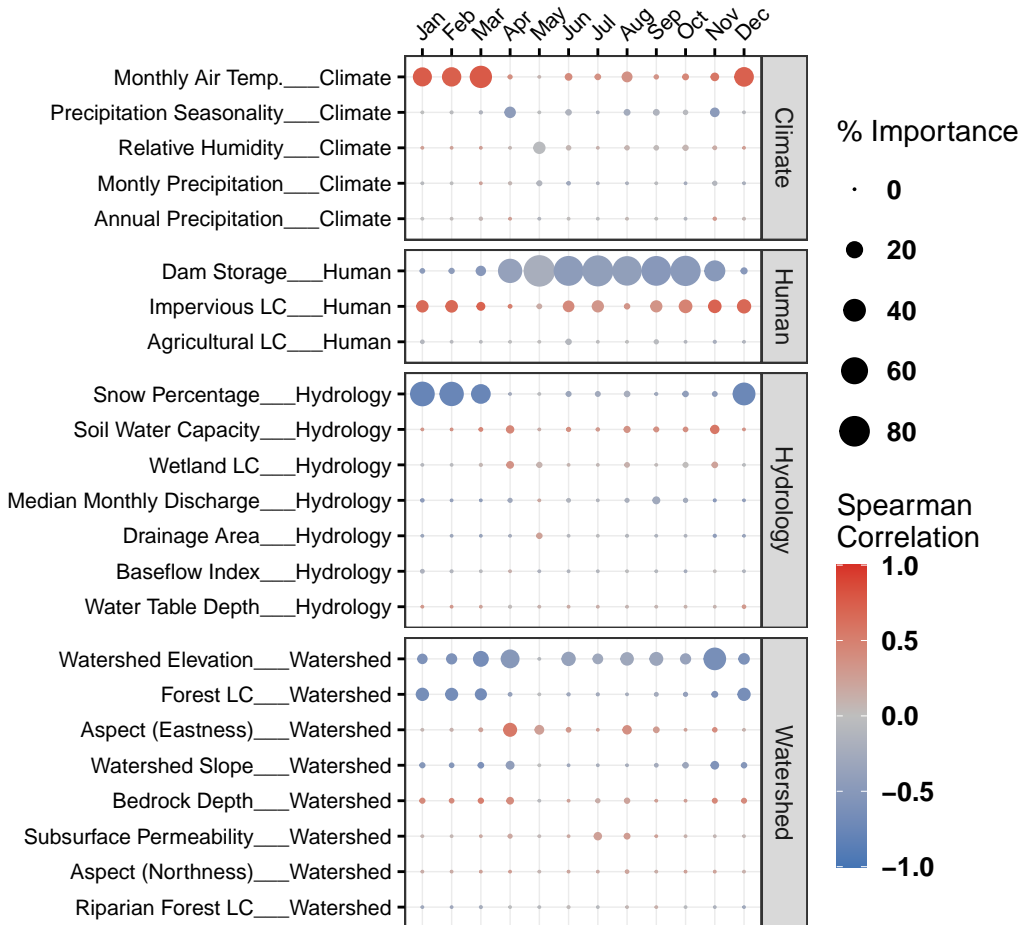 Jan Feb Mar Apr May Jun Jul Aug Sep Oct Nov Dec
Monthly Air Temp.___Climate
Precipitation Seasonality___Climate
Relative Humidity___Climate
Montly Precipitation___Climate
Annual Precipitation___Climate
Climate
Dam Storage___Human
Impervious LC___Human
Agricultural LC___Human
Human
Snow Percentage___Hydrology
Soil Water Capacity___Hydrology
Wetland LC___Hydrology
Median Monthly Discharge___Hydrology
Drainage Area___Hydrology
Baseflow Index___Hydrology
Water Table Depth___Hydrology
Hydrology
Watershed Elevation___Watershed
Forest LC___Watershed
Aspect (Eastness)___Watershed
Watershed Slope___Watershed
Bedrock Depth___Watershed
Subsurface Permeability___Watershed
Aspect (Northness)___Watershed
Riparian Forest LC___Watershed
Watershed
% Importance
0
20
40
60
80
Spearman
Correlation
1.0
0.5
0.0
−0.5
−1.0